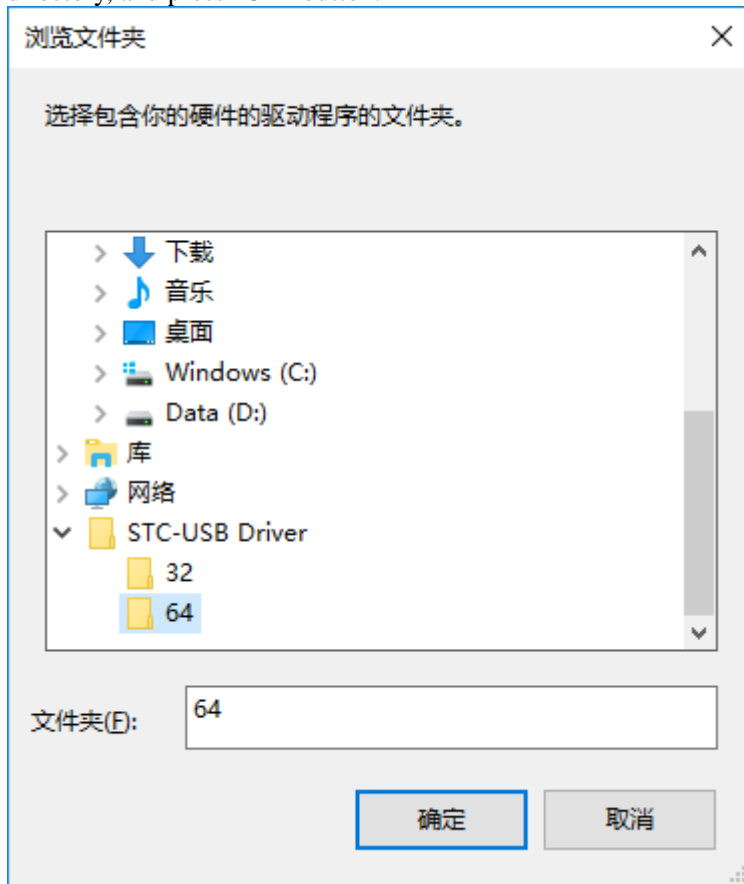 浏览文件夹
选择包含你的硬件的驱动程序的文件夹。
下载
音乐
桌面
Windows (C:)
Data (D:)
库
网络
STC-USB Driver
32
64
文件夹(F):
64
确定
取消